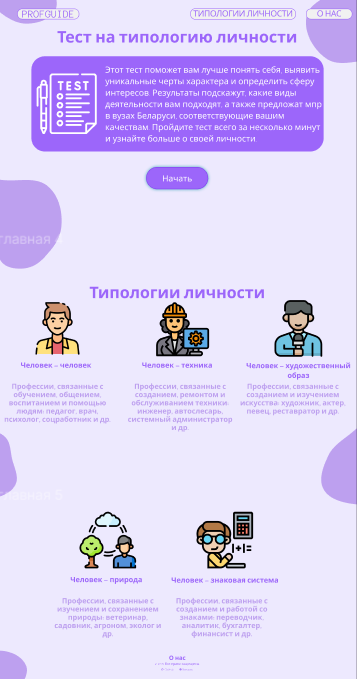 PROFGUIDE
ТИПОЛОГИИ ЛИЧНОСТИ
О НАС
Тест на типологию личности
TEST
Этот тест поможет вам лучше понять себя, выявить
уникальные черты характера и определить сферу
интересов. Результаты подскажут, какие виды
деятельности вам подходят, а также предложат мпр
в вузах Беларуси, соответствующие вашим
качествам. Пройдите тест всего за несколько минут
и узнайте больше о своей личности.
Начать
главная
Типологии личности
Человек – человек
Профессии, связанные с
обучением, общением,
воспитанием и помощью
людям: педагог, врач,
психолог, соцработник и др.
Человек – техника
Профессии, связанные с
созданием, ремонтом и
обслуживанием техники:
инженер, автослесарь,
системный администратор
и др.
Человек – художественный
образ
Профессии, связанные с
созданием и изучением
искусства: художник, актер,
певец, реставратор и др.
главная 5
Человек – природа
Профессии, связанные с
изучением и сохранением
природы: ветеринар,
садовник, агроном, эколог и
др.
Человек – знаковая система
Профессии, связанные с
созданием и работой со
знаками: переводчик,
аналитик, бухгалтер,
финансист и др.
О нас